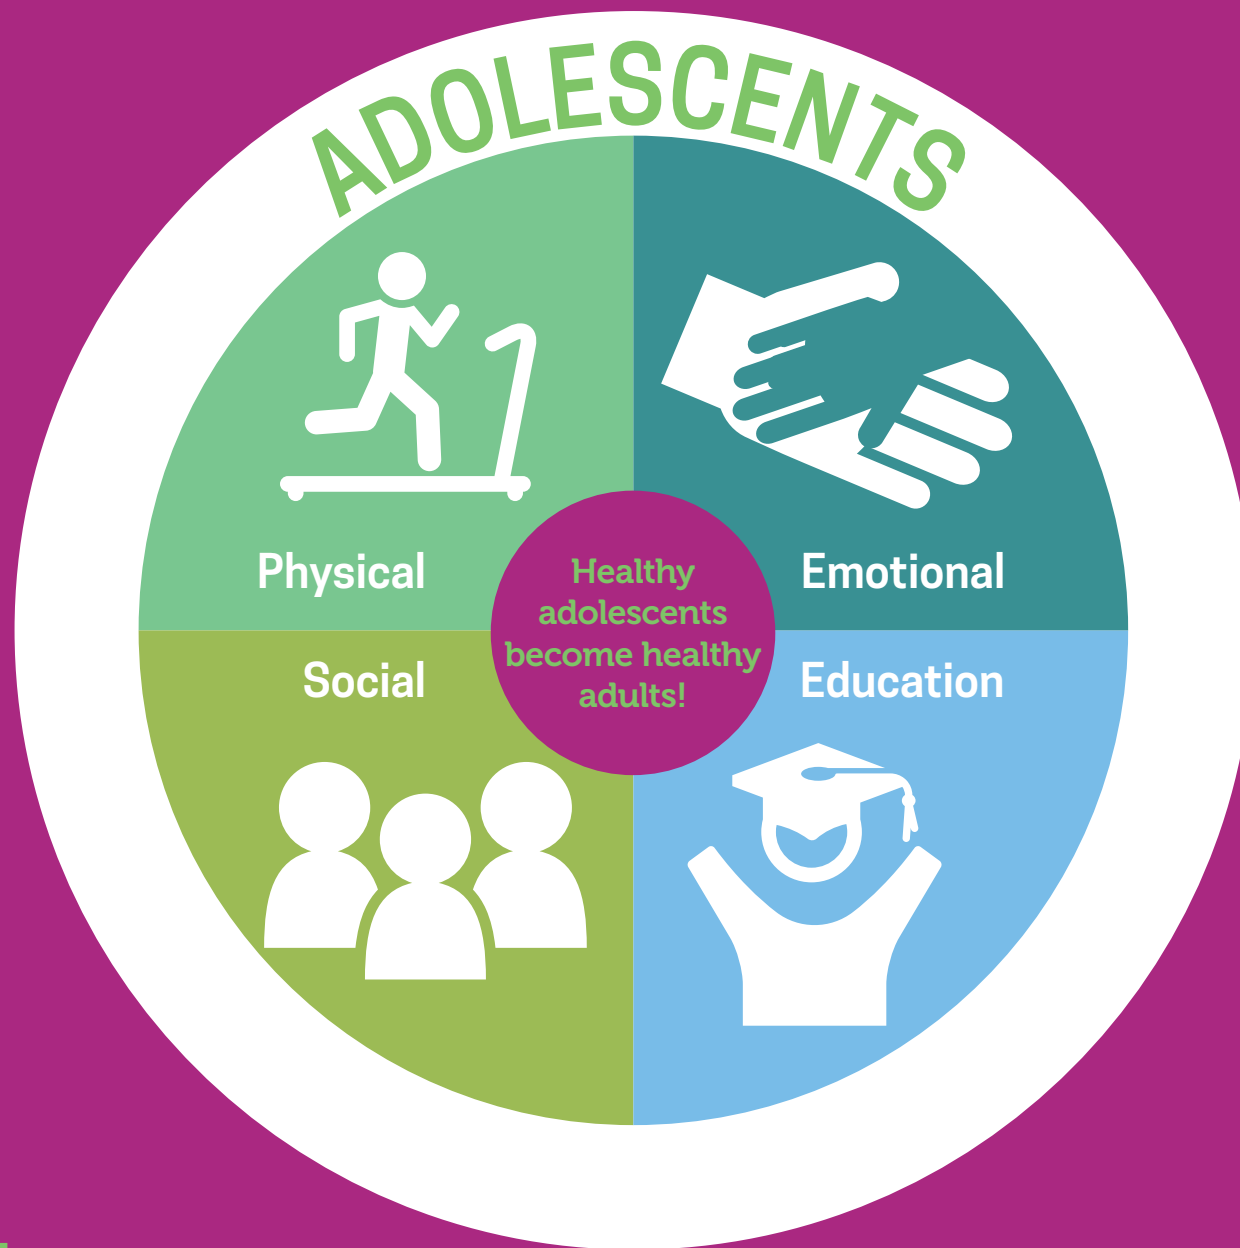 ADOLESCENTS
Physical
Emotional
Healthy
adolescents
become healthy
adults!
Social
Education